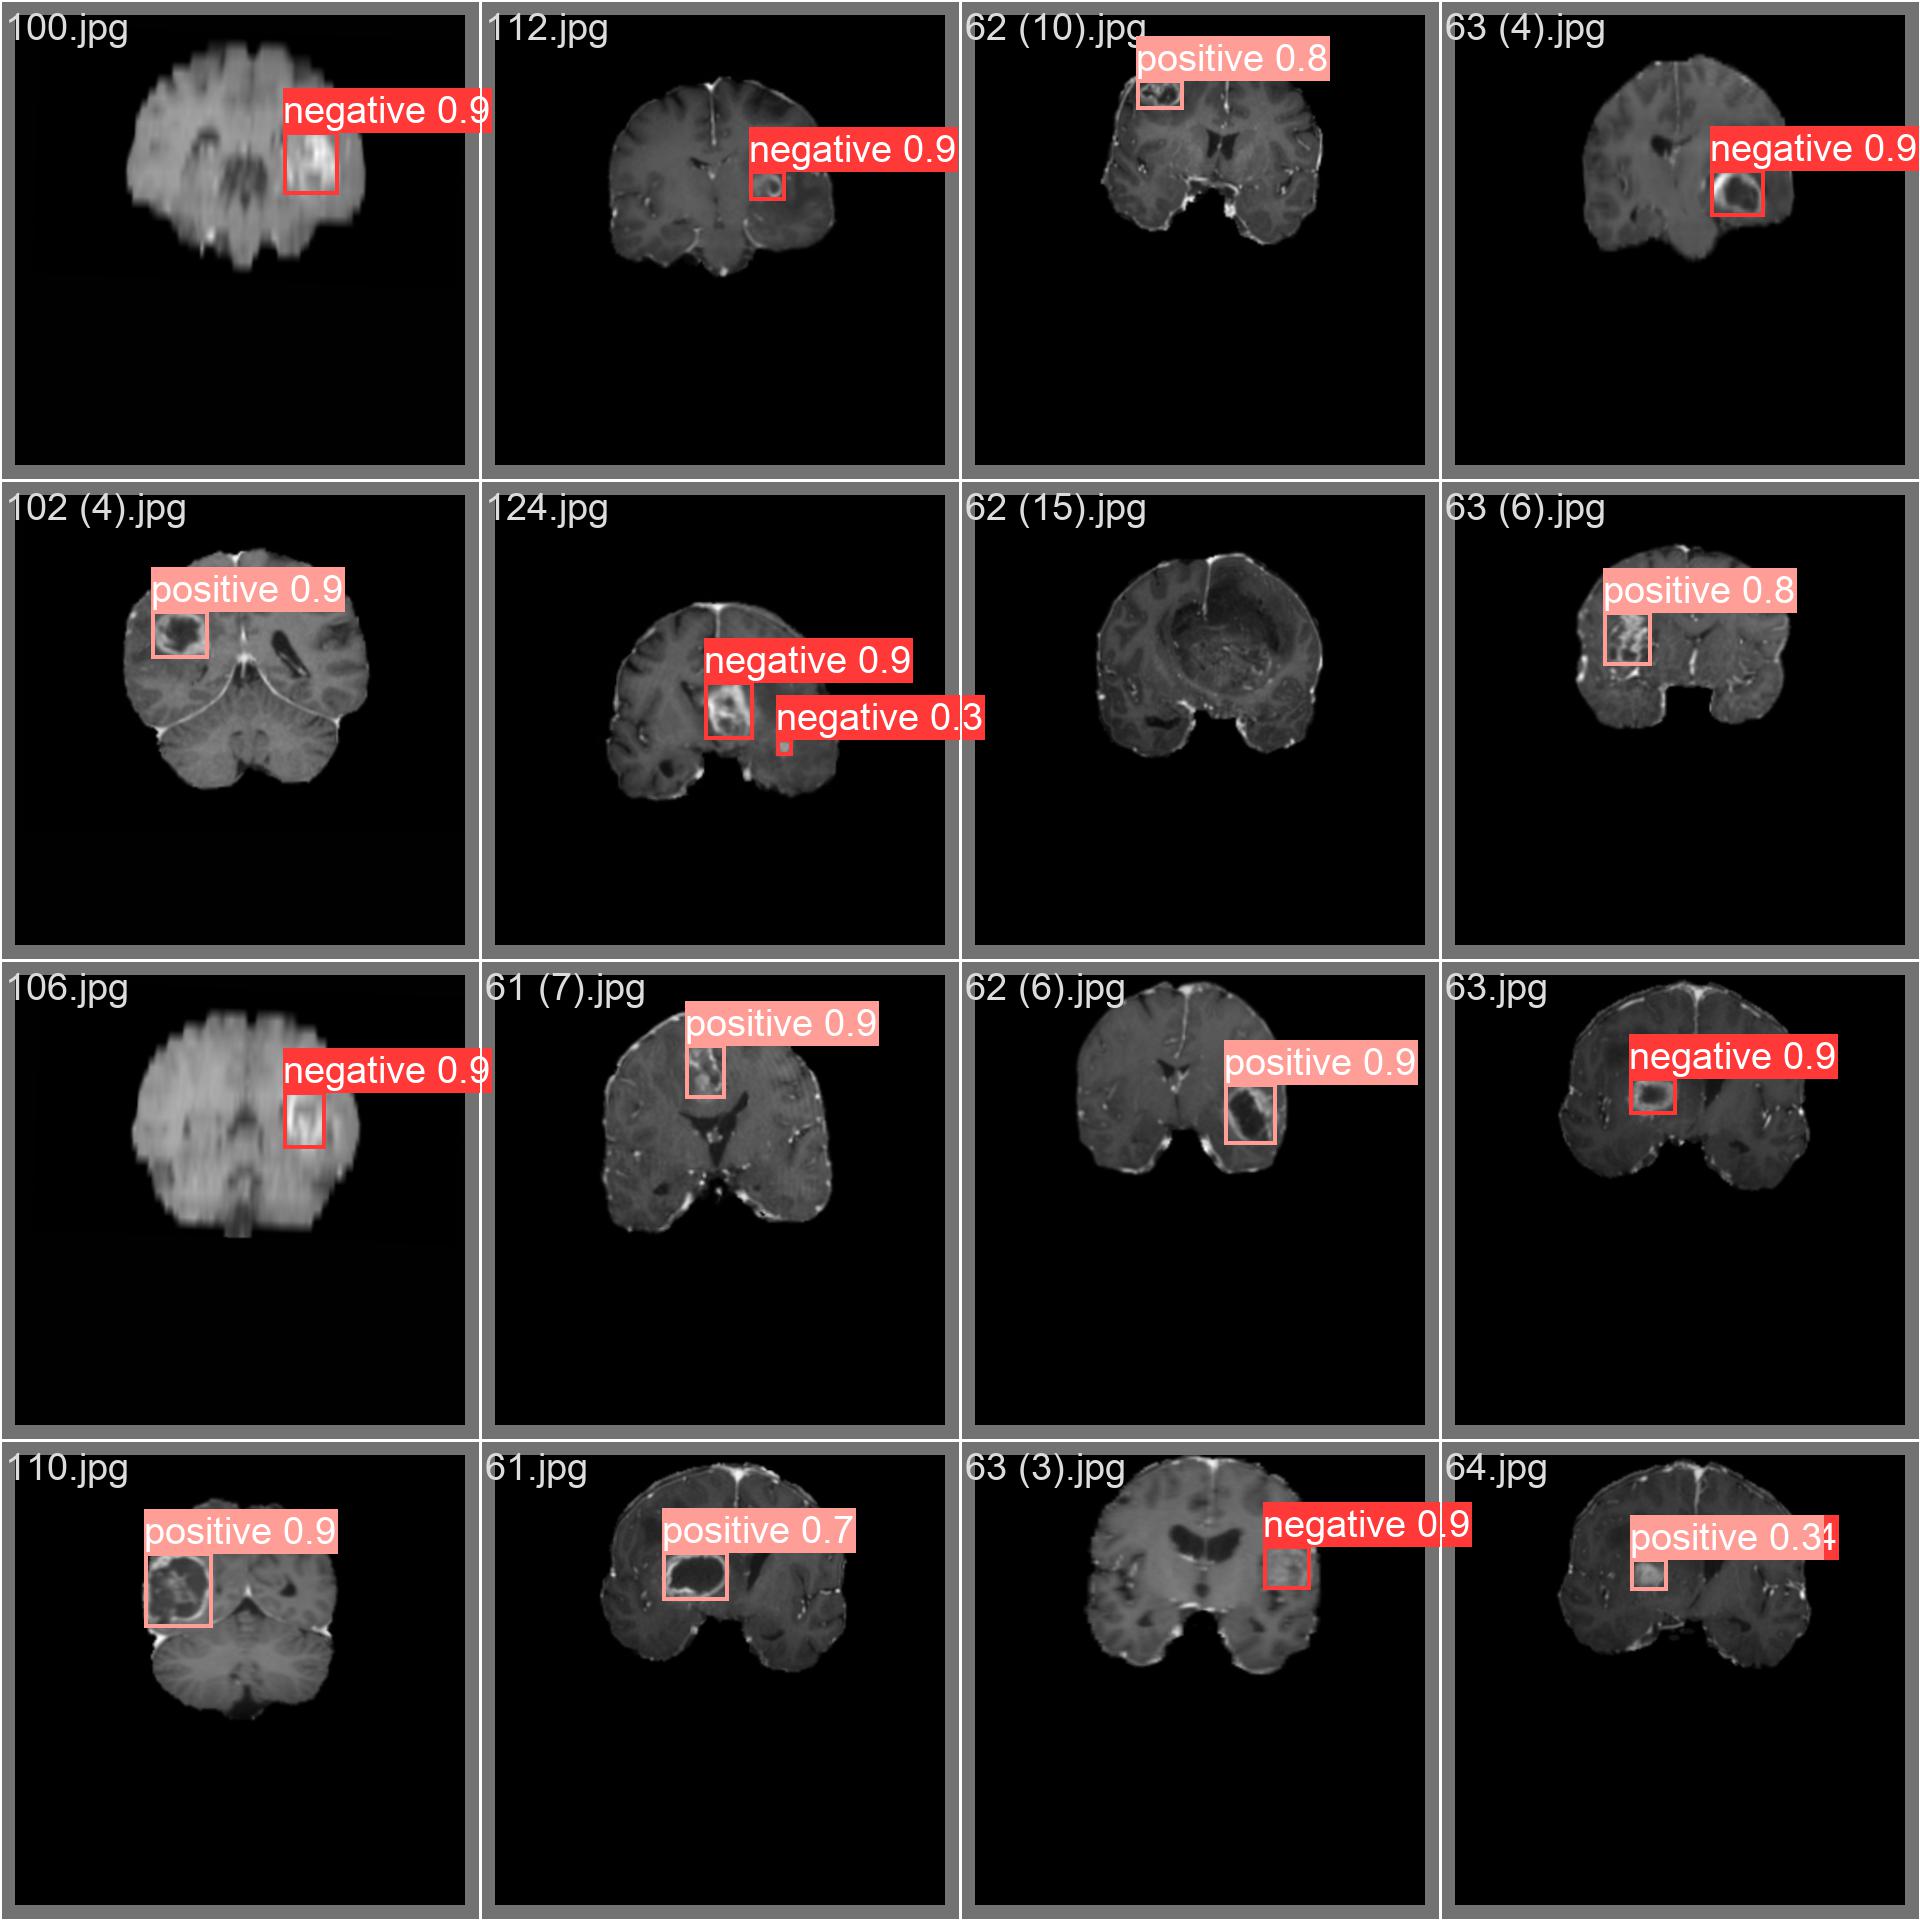 100.jpg
negative 0.9
112.jpg
negative 0.9
62 (10).jpg
positive 0.8
63 (4).jpg
negative 0.9
102 (4).jpg
positive 0.9
124.jpg
negative 0.9
negative 0.3
62 (15).jpg
63 (6).jpg
positive 0.8
106.jpg
negative 0.9
61 (7).jpg
positive 0.9
62 (6).jpg
positive 0.9
63.jpg
negative 0.9
110.jpg
positive 0.9
61.jpg
positive 0.7
63 (3).jpg
negative 0.9
64.jpg
positive 0.3